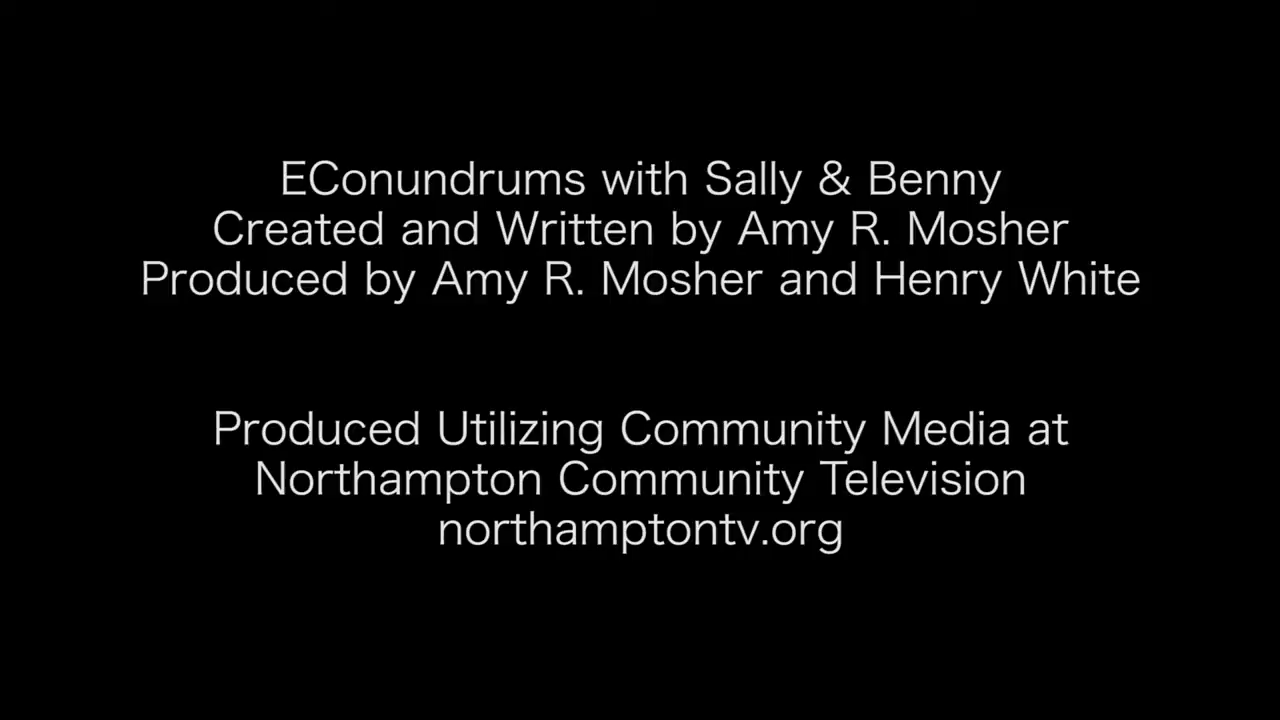 EConundrums with Sally & Benny
Created and Written by Amy R. Mosher
Produced by Amy R. Mosher and Henry White
Produced Utilizing Community Media at
Northampton Community Television
northamptontv.org